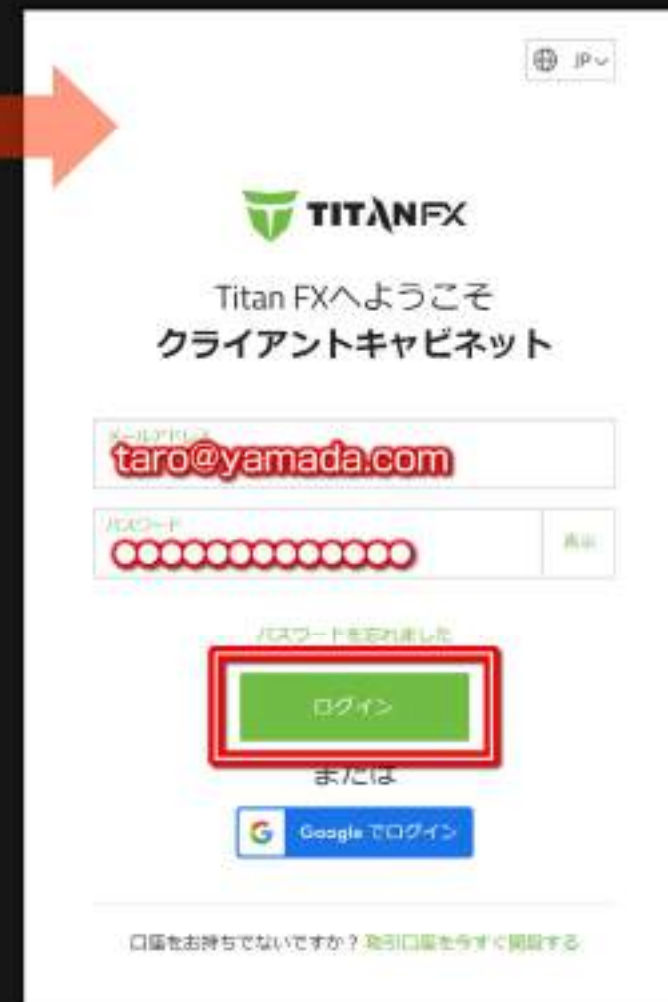 JP
TITANFX
Titan FXへようこそ
クライアントキャビネット
メールアドレス
taro@yamada.com
パスワード
○○○○○○○○○○○○○
表示
パスワードを忘れました
ログイン
または
G Google でログイン
口座をお持ちでないですか？取引口座を今すぐ開設する